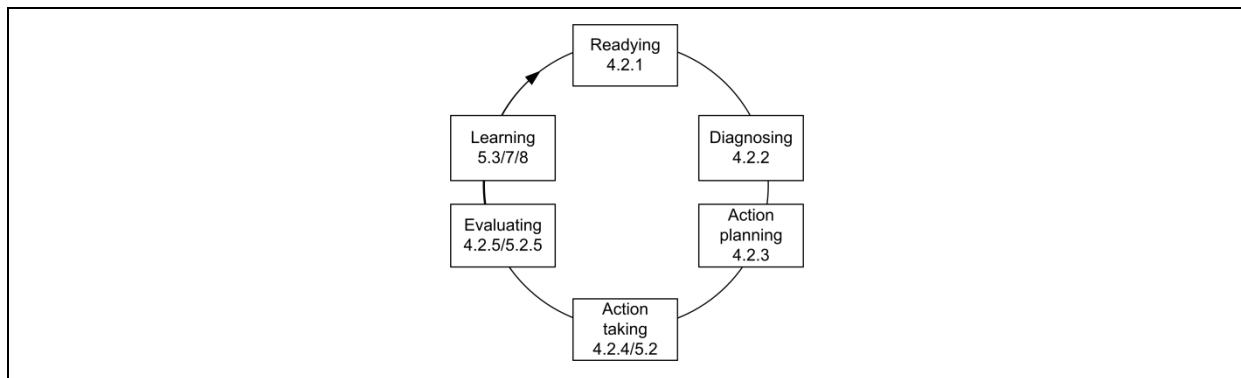 Readying
4.2.1
Learning
5.3/7/8
Diagnosing
4.2.2
Evaluating
4.2.5/5.2.5
Action
planning
4.2.3
Action
taking
4.2.4/5.2